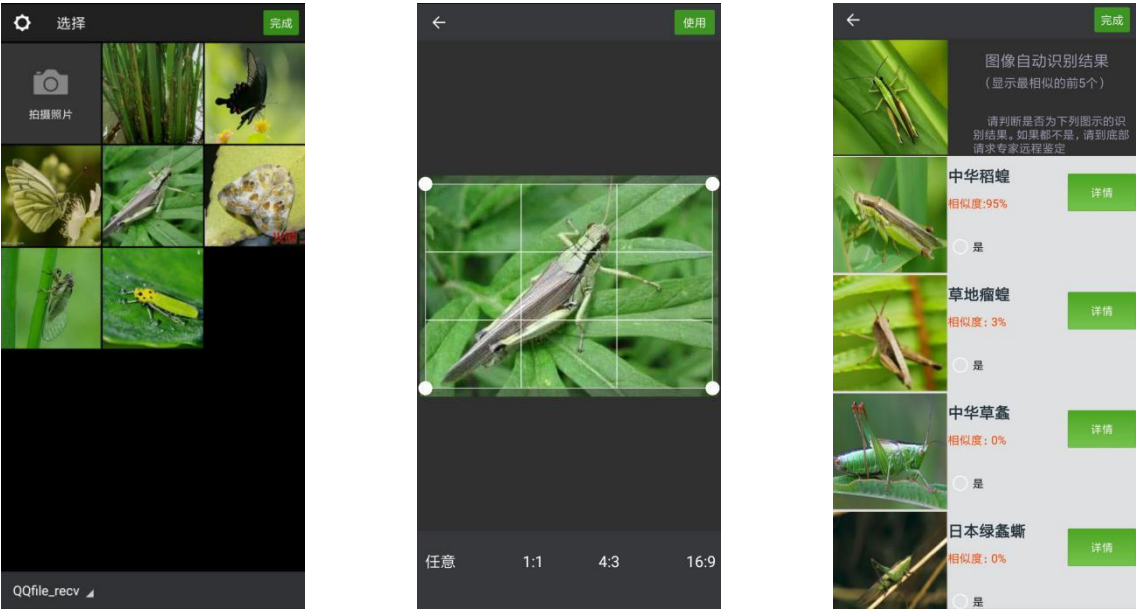 选择
完成
拍摄照片
QQfile_recv
使用
任意
1:1
4:3
16:9
完成
图像自动识别结果
(显示最相似的前5个)
请判断是否为下列图示的识
别结果。如果都不是,请到底部
请求专家远程鉴定
中华稻蝗
相似度:95%
详情
是
草地瘤蝗
相似度: 3%
详情
是
中华草螽
相似度: 0%
详情
是
日本绿螽蟖
相似度: 0%
详情
是